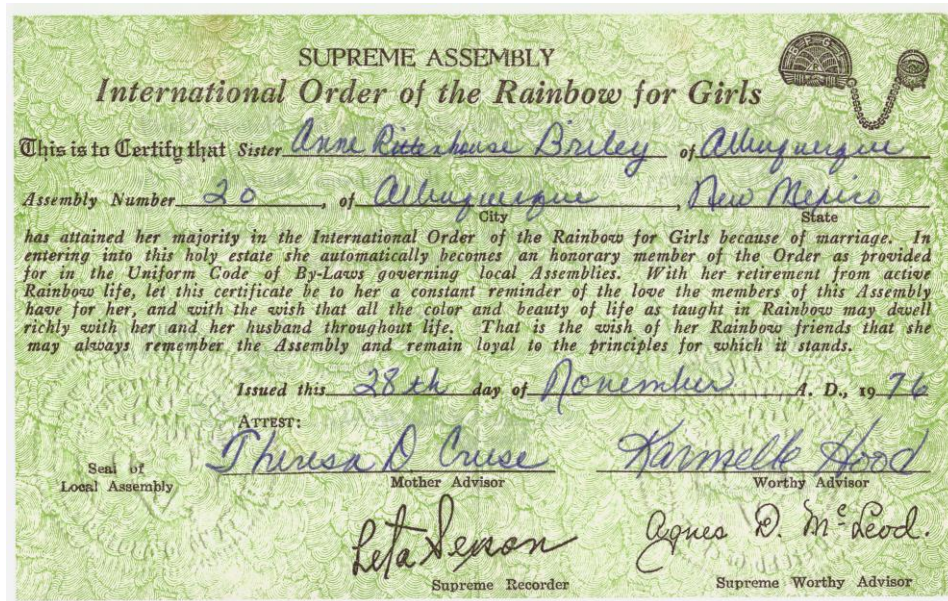 SUPREME ASSEMBLY
International Order of the Rainbow for Girls
B F C L
This is to Certify that Sister Anne Rittenhouse Briley of Albuquerque
Assembly Number 20, of Albuquerque, New Mexico
City State
has attained her majority in the International Order of the Rainbow for Girls because of marriage. In
entering into this holy estate she automatically becomes an honorary member of the Order as provided
for in the Uniform Code of By-Laws governing local Assemblies. With her retirement from active
Rainbow life, let this certificate be to her a constant reminder of the love the members of this Assembly
have for her, and with the wish that all the color and beauty of life as taught in Rainbow may dwell
richly with her and her husband throughout life. That is the wish of her Rainbow friends that she
may always remember the Assembly and remain loyal to the principles for which it stands.
Issued this 28th day of November A. D., 1976
ATTEST:
Theresa D Cruse Karmelle Hood
Seal of Mother Advisor Worthy Advisor
Local Assembly
Leta Agnes D. McLeod.
Supreme Recorder Supreme Worthy Advisor